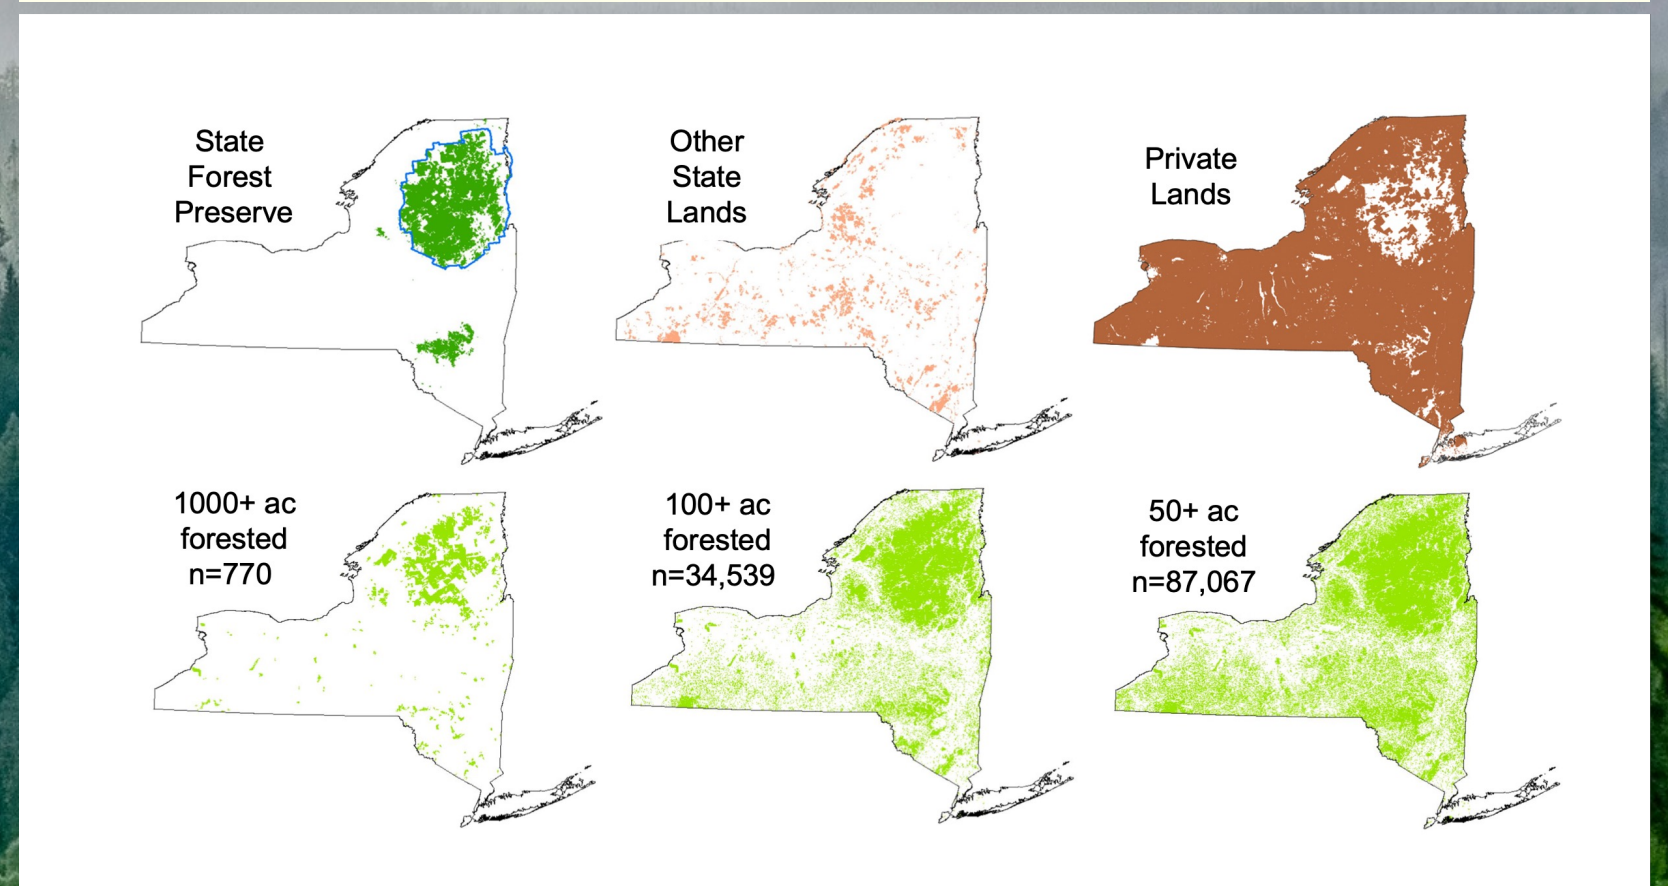 State
Forest
Preserve
Other
State
Lands
Private
Lands
1000+ ac
forested
n=770
100+ ac
forested
n=34,539
50+ ac
forested
n=87,067